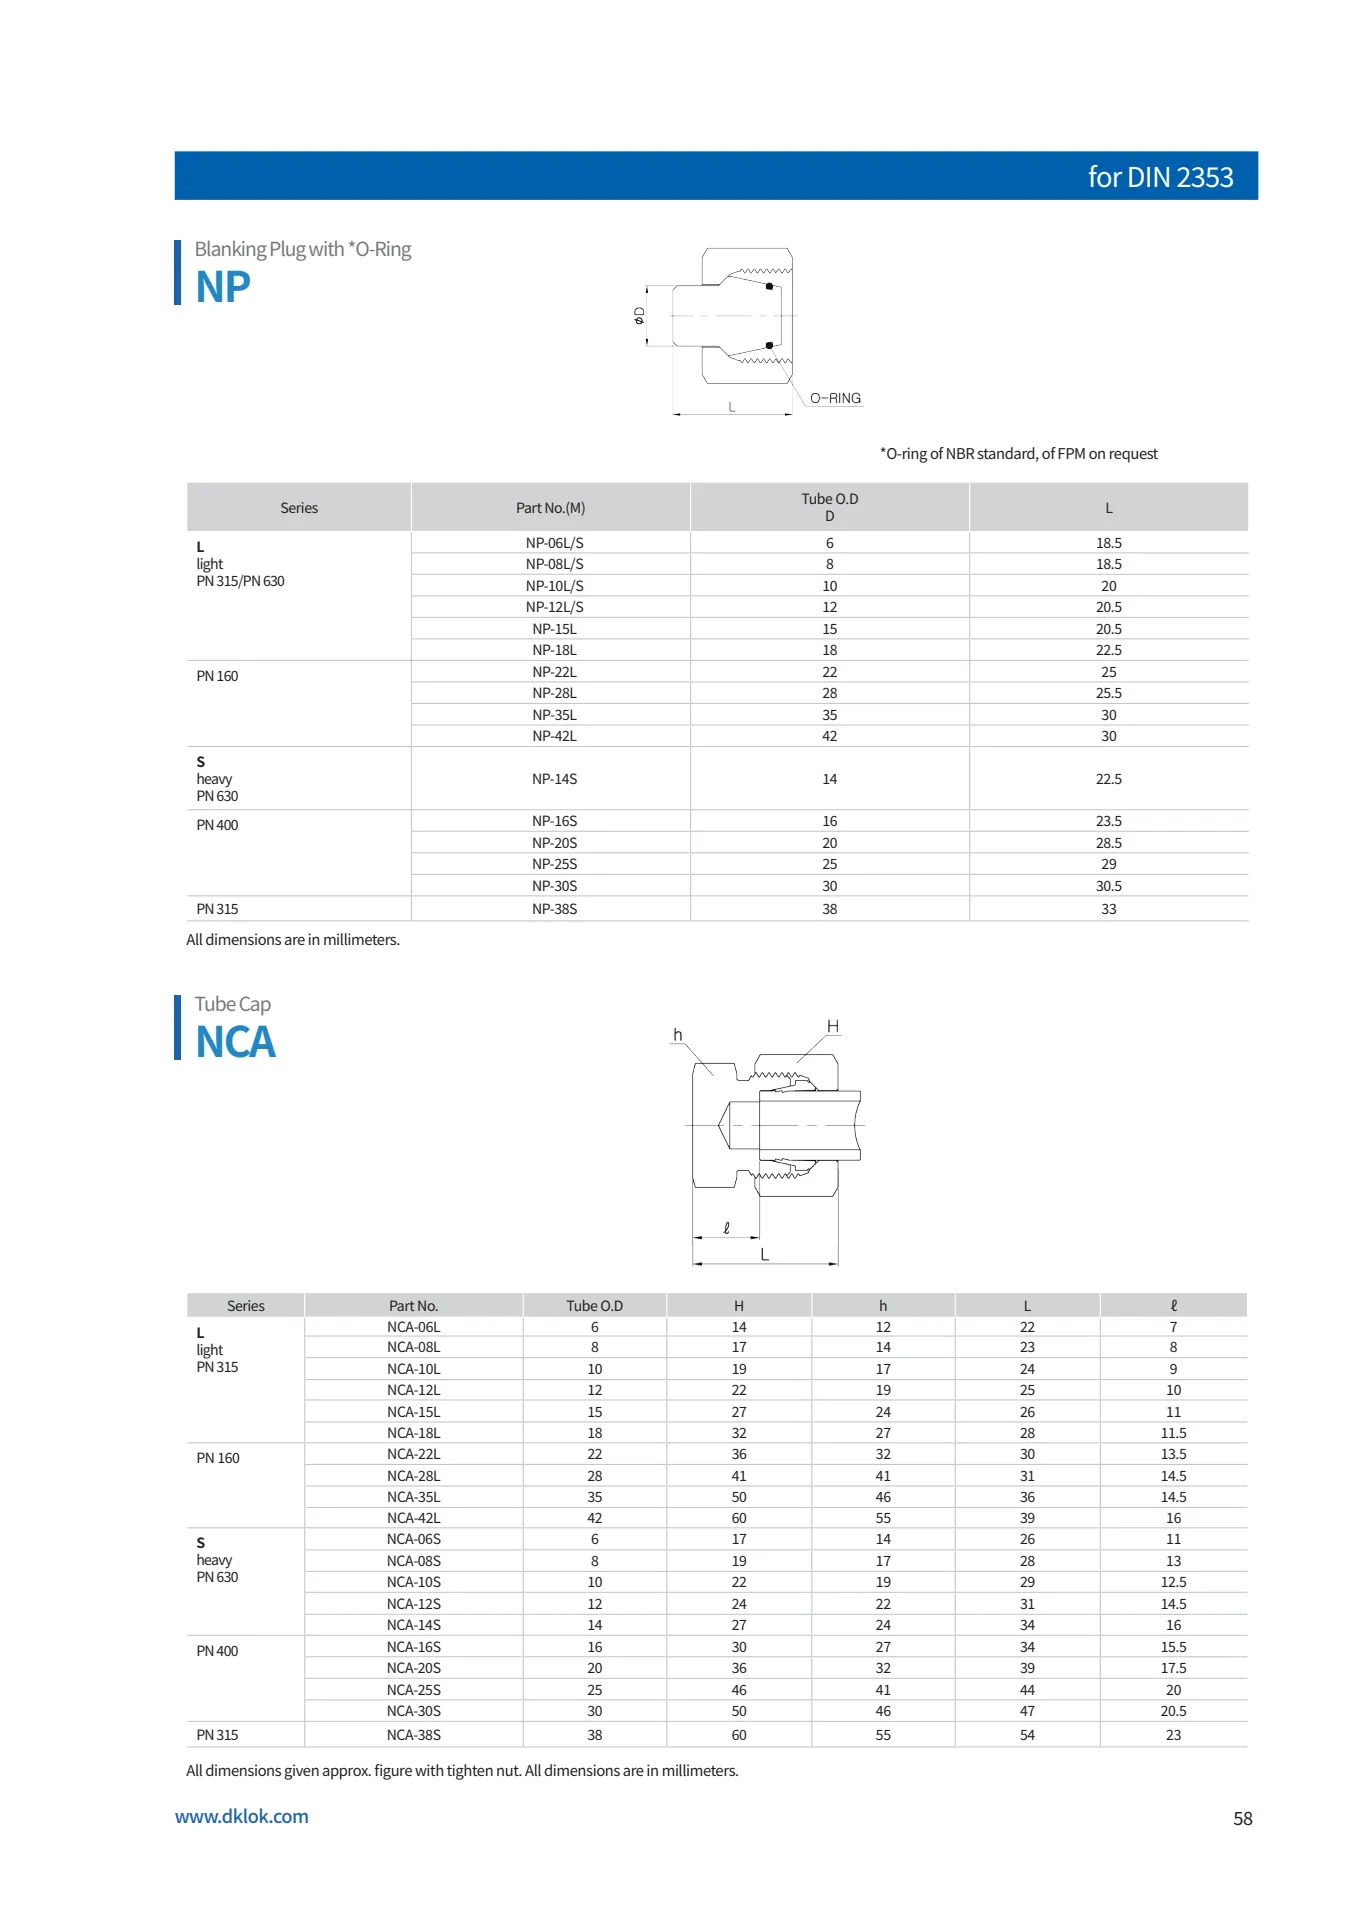 for DIN 2353
Blanking Plug with *O-Ring
NP
ϕD
L
O-RING
*O-ring of NBR standard, of FPM on request
Series Part No.(M) Tube O.D D L
L light PN 315/PN 630 NP-06L/S 6 18.5
NP-08L/S 8 18.5
NP-10L/S 10 20
NP-12L/S 12 20.5
NP-15L 15 20.5
NP-18L 18 22.5
PN 160 NP-22L 22 25
NP-28L 28 25.5
NP-35L 35 30
NP-42L 42 30
S heavy PN 630 NP-14S 14 22.5
PN 400 NP-16S 16 23.5
NP-20S 20 28.5
NP-25S 25 29
NP-30S 30 30.5
PN 315 NP-38S 38 33
All dimensions are in millimeters.
Tube Cap
NCA
h
H
ℓ
L
Series Part No. Tube O.D H h L ℓ
L light PN 315 NCA-06L 6 14 12 22 7
NCA-08L 8 17 14 23 8
NCA-10L 10 19 17 24 9
NCA-12L 12 22 19 25 10
NCA-15L 15 27 24 26 11
NCA-18L 18 32 27 28 11.5
PN 160 NCA-22L 22 36 32 30 13.5
NCA-28L 28 41 41 31 14.5
NCA-35L 35 50 46 36 14.5
NCA-42L 42 60 55 39 16
S heavy PN 630 NCA-06S 6 17 14 26 11
NCA-08S 8 19 17 28 13
NCA-10S 10 22 19 29 12.5
NCA-12S 12 24 22 31 14.5
NCA-14S 14 27 24 34 16
PN 400 NCA-16S 16 30 27 34 15.5
NCA-20S 20 36 32 39 17.5
NCA-25S 25 46 41 44 20
NCA-30S 30 50 46 47 20.5
PN 315 NCA-38S 38 60 55 54 23
All dimensions given approx. figure with tighten nut. All dimensions are in millimeters.
www.dklok.com
58